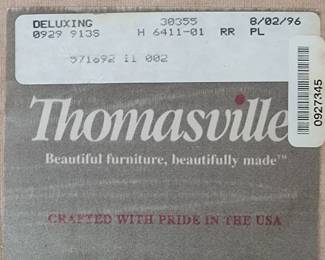 DELUXING 30355 8/02/96
0929 913S H 6411-01 RR PL
571692 11 002
0927345
Thomasville
Beautiful furniture, beautifully made™
CRAFTED WITH PRIDE IN THE USA